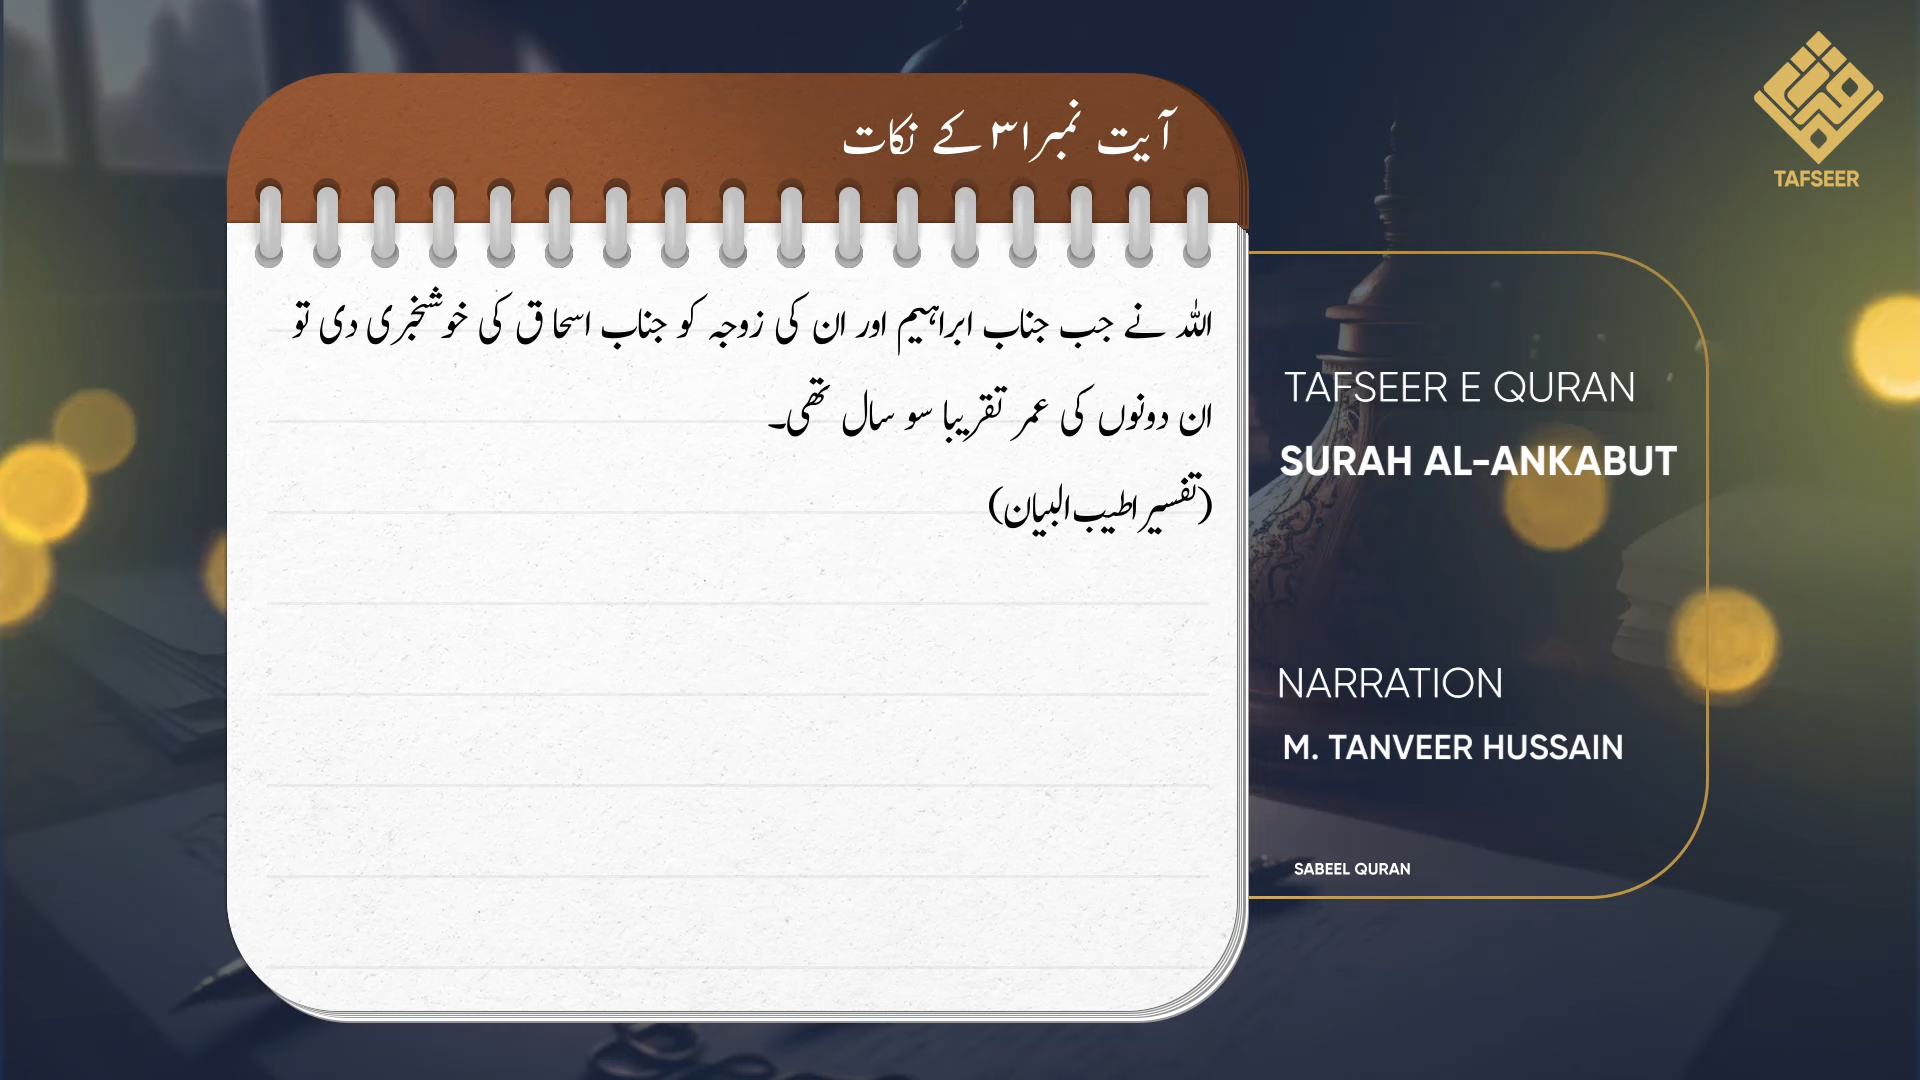 آیت نمبر۳۱ کے نکات
اللہ نے جب جناب ابراہیم اور ان کی زوجہ کو جناب اسحاق کی خوشخبری دی تو
ان دونوں کی عمر تقریبا سو سال تھی۔
(تفسیر اطیب البیان)
TAFSEER
TAFSEER E QURAN
SURAH AL-ANKABUT
NARRATION
M. TANVEER HUSSAIN
SABEEL QURAN